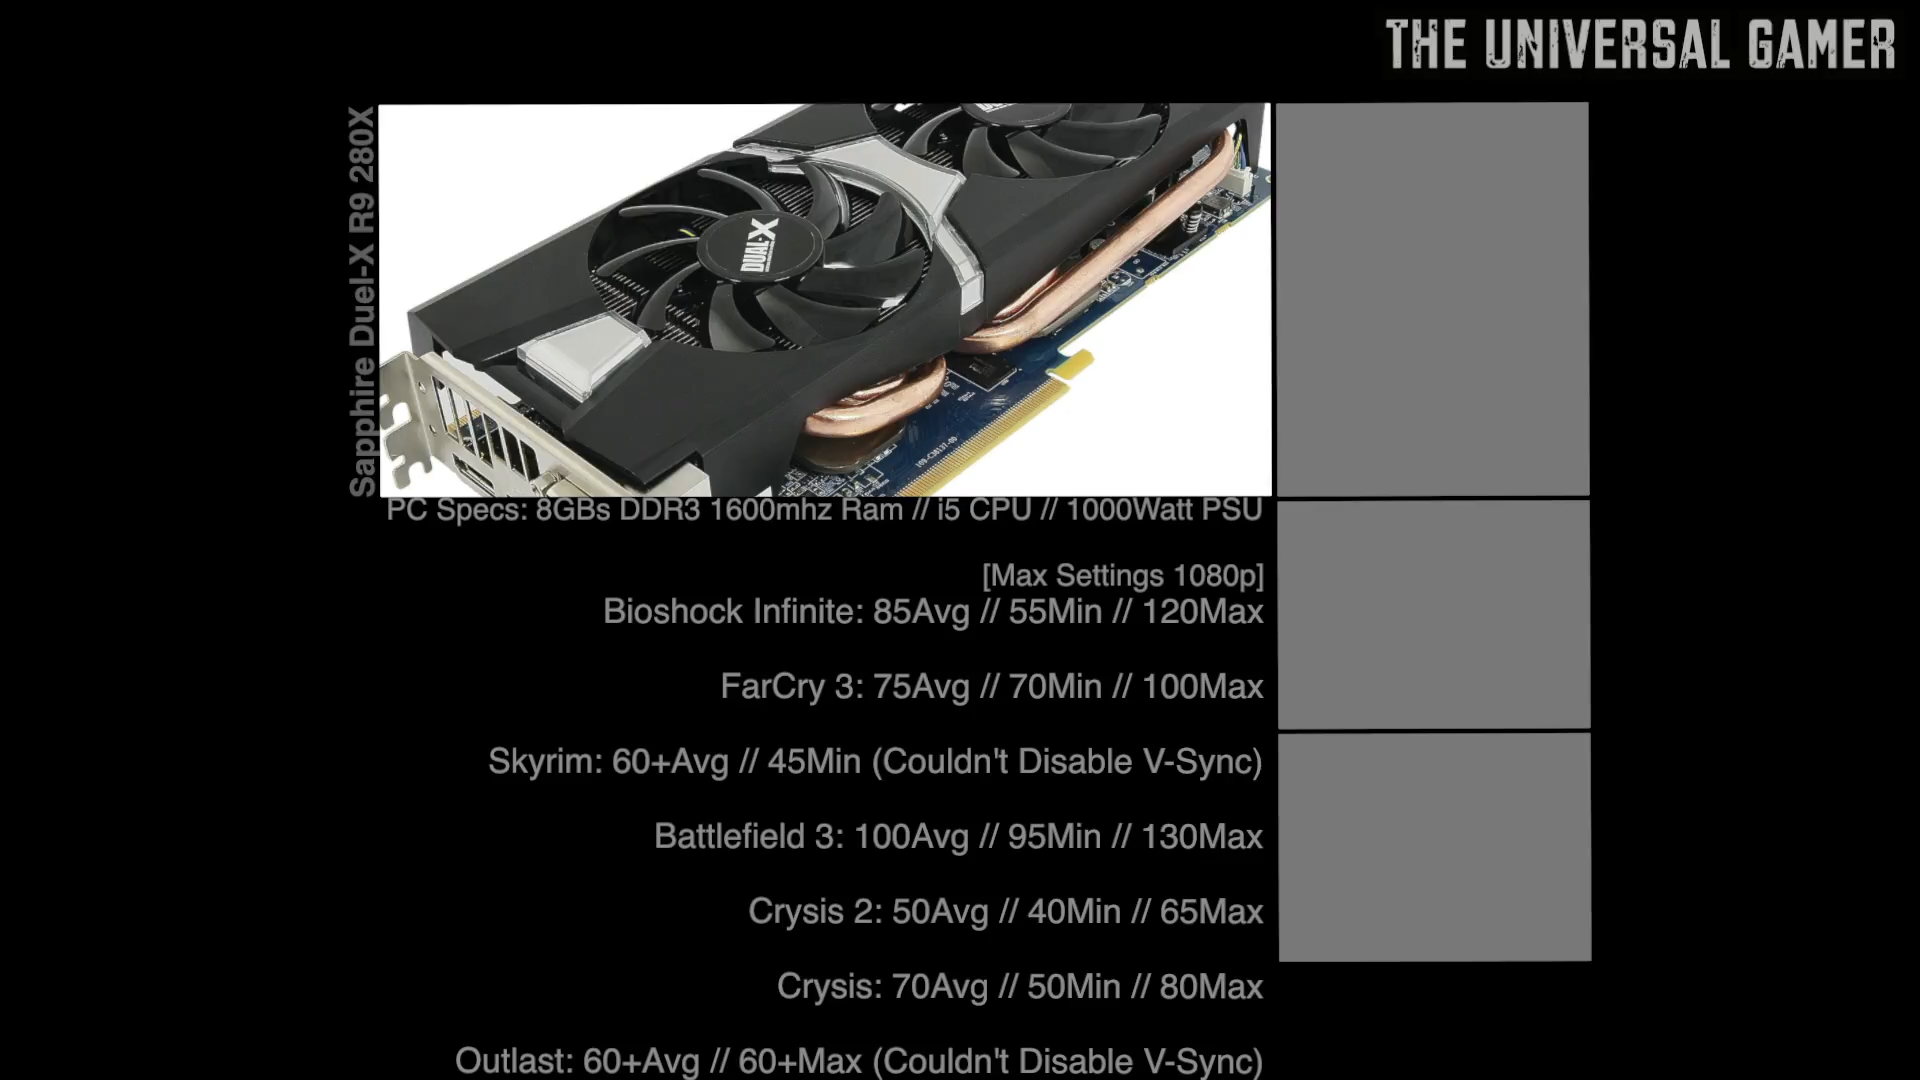 THE UNIVERSAL GAMER
Sapphire Duel-X R9 280X
DUAL-X
109-C38137-00
PC Specs: 8GBs DDR3 1600mhz Ram // i5 CPU // 1000Watt PSU
[Max Settings 1080p]
Bioshock Infinite: 85Avg // 55Min // 120Max
FarCry 3: 75Avg // 70Min // 100Max
Skyrim: 60+Avg // 45Min (Couldn't Disable V-Sync)
Battlefield 3: 100Avg // 95Min // 130Max
Crysis 2: 50Avg // 40Min // 65Max
Crysis: 70Avg // 50Min // 80Max
Outlast: 60+Avg // 60+Max (Couldn't Disable V-Sync)